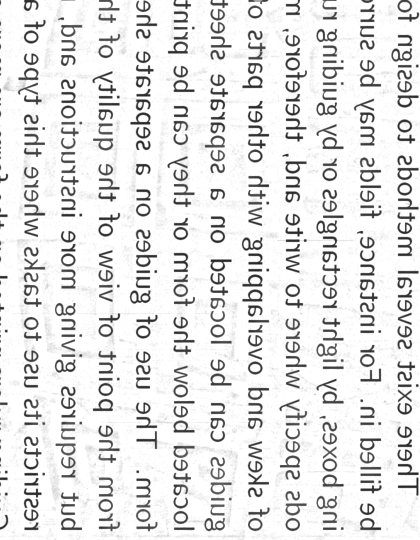 There exist several methods to design fo
be filled in. For instance, fields may be surro
ing boxes, by light rectangles or by guiding ru
ods specify where to write and, therefore, m
of skew and overlapping with other parts o
guides can be located on a separate sheet
located below the form or they can be print
form. The use of guides on a separate she
from the point of view of the quality of th
but requires giving more instructions and,
restricts its use to tasks where this type of a